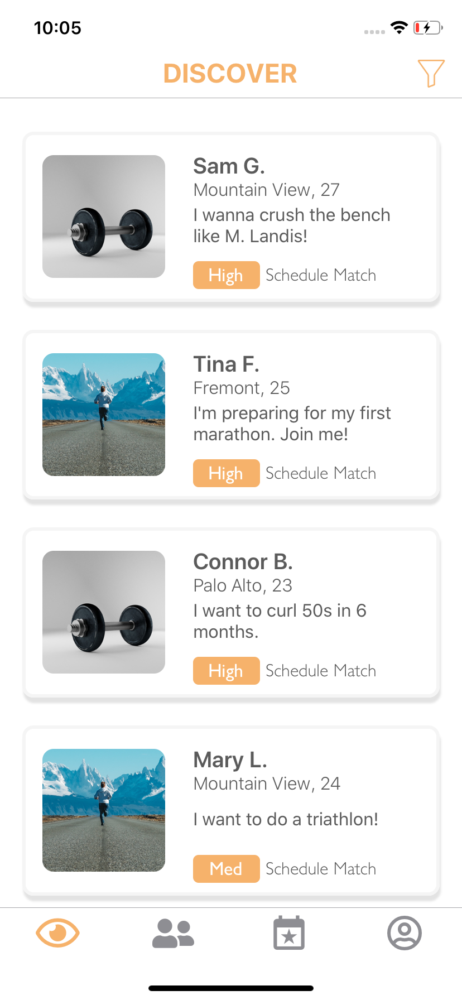 10:05
DISCOVER
Sam G.
Mountain View, 27
I wanna crush the bench
like M. Landis!
High Schedule Match
Tina F.
Fremont, 25
I'm preparing for my first
marathon. Join me!
High Schedule Match
Connor B.
Palo Alto, 23
I want to curl 50s in 6
months.
High Schedule Match
Mary L.
Mountain View, 24
I want to do a triathlon!
Med Schedule Match